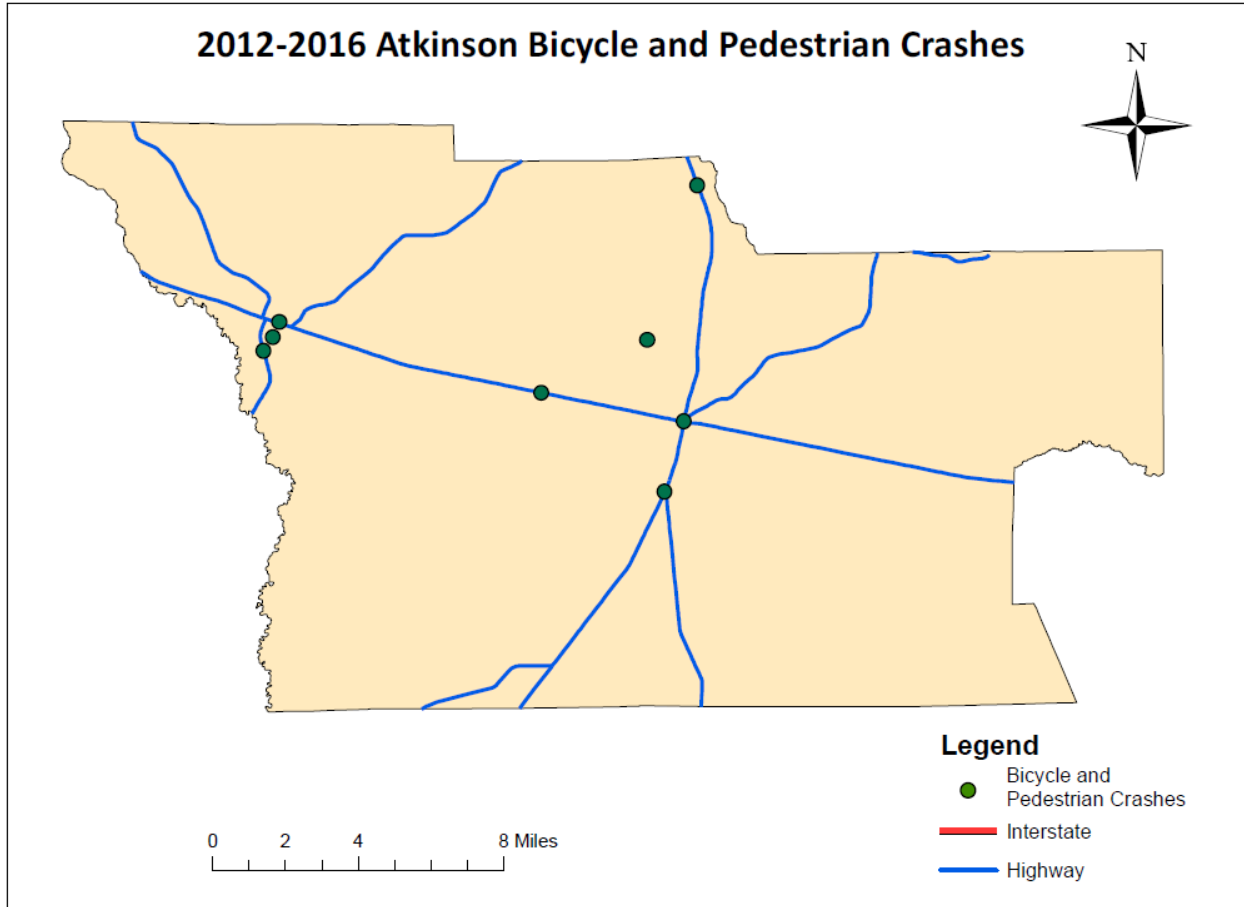 2012-2016 Atkinson Bicycle and Pedestrian Crashes
N
Legend
Bicycle and
Pedestrian Crashes
Interstate
Highway
0 2 4 8 Miles